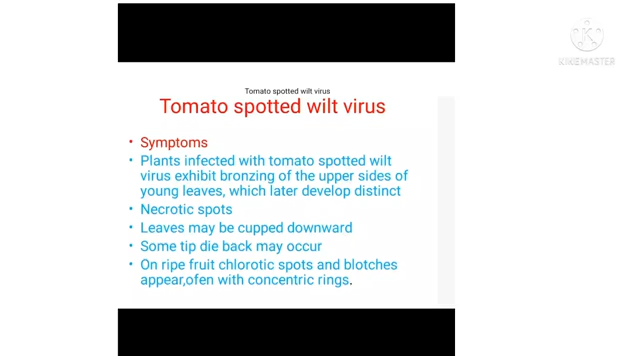 Tomato spotted wilt virus
Tomato spotted wilt virus
• Symptoms
• Plants infected with tomato spotted wilt
virus exhibit bronzing of the upper sides of
young leaves, which later develop distinct
• Necrotic spots
• Leaves may be cupped downward
• Some tip die back may occur
• On ripe fruit chlorotic spots and blotches
appear,ofen with concentric rings.
KINEMASTER